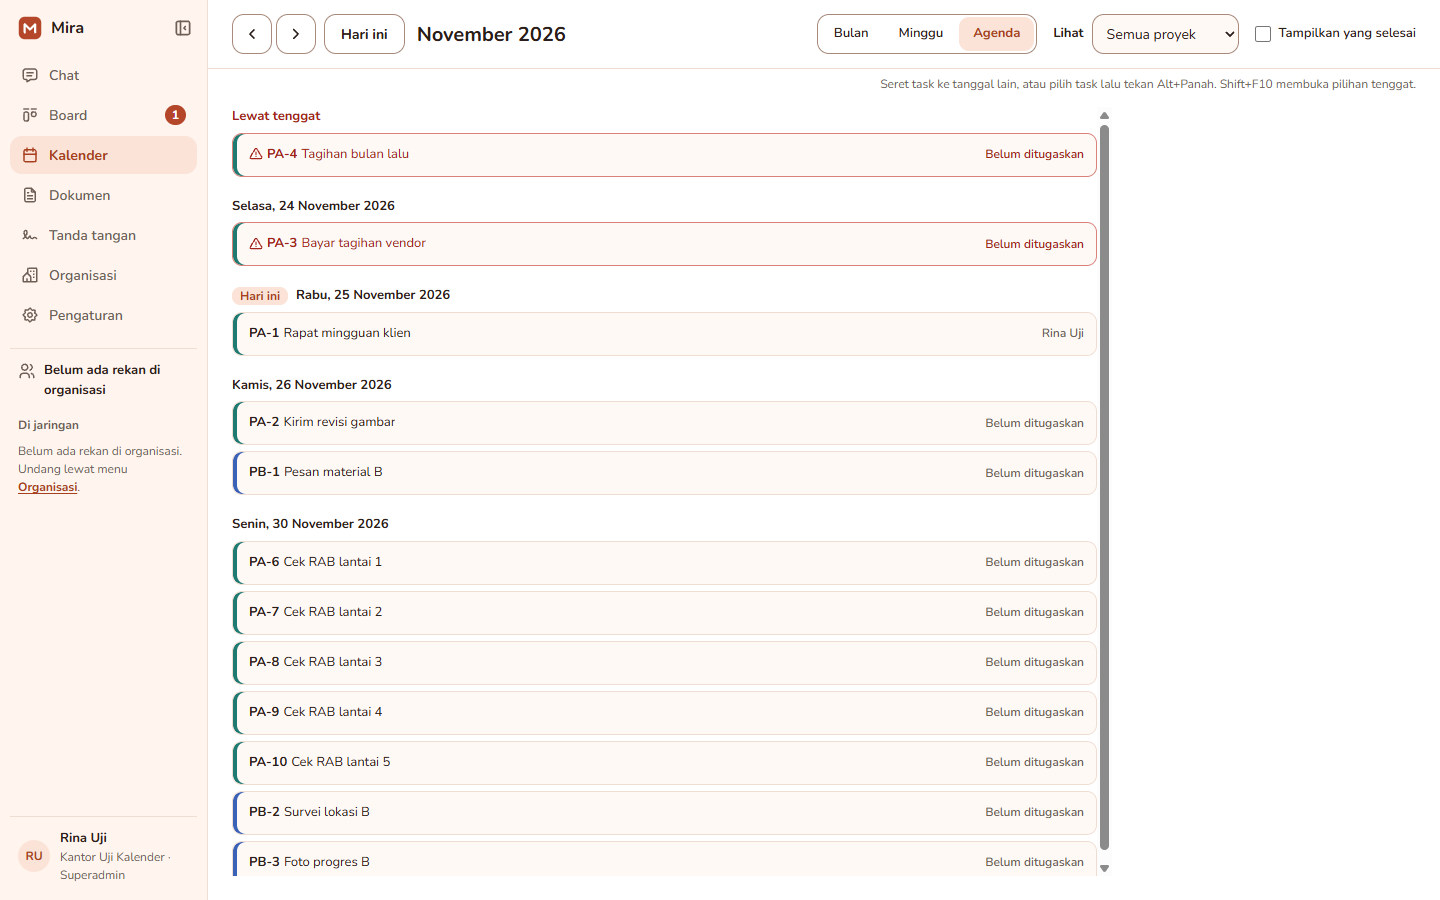 Mira
Chat
Board 1
Kalender
Dokumen
Tanda tangan
Organisasi
Pengaturan
Belum ada rekan di
organisasi
Di jaringan
Belum ada rekan di organisasi.
Undang lewat menu
Organisasi.
RU
Rina Uji
Kantor Uji Kalender ·
Superadmin
Hari ini
November 2026
Bulan
Minggu
Agenda
Lihat
Semua proyek
Tampilkan yang selesai
Seret task ke tanggal lain, atau pilih task lalu tekan Alt+Panah. Shift+F10 membuka pilihan tenggat.
Lewat tenggat
PA-4 Tagihan bulan lalu Belum ditugaskan
Selasa, 24 November 2026
PA-3 Bayar tagihan vendor Belum ditugaskan
Hari ini Rabu, 25 November 2026
PA-1 Rapat mingguan klien Rina Uji
Kamis, 26 November 2026
PA-2 Kirim revisi gambar Belum ditugaskan
PB-1 Pesan material B Belum ditugaskan
Senin, 30 November 2026
PA-6 Cek RAB lantai 1 Belum ditugaskan
PA-7 Cek RAB lantai 2 Belum ditugaskan
PA-8 Cek RAB lantai 3 Belum ditugaskan
PA-9 Cek RAB lantai 4 Belum ditugaskan
PA-10 Cek RAB lantai 5 Belum ditugaskan
PB-2 Survei lokasi B Belum ditugaskan
PB-3 Foto progres B Belum ditugaskan